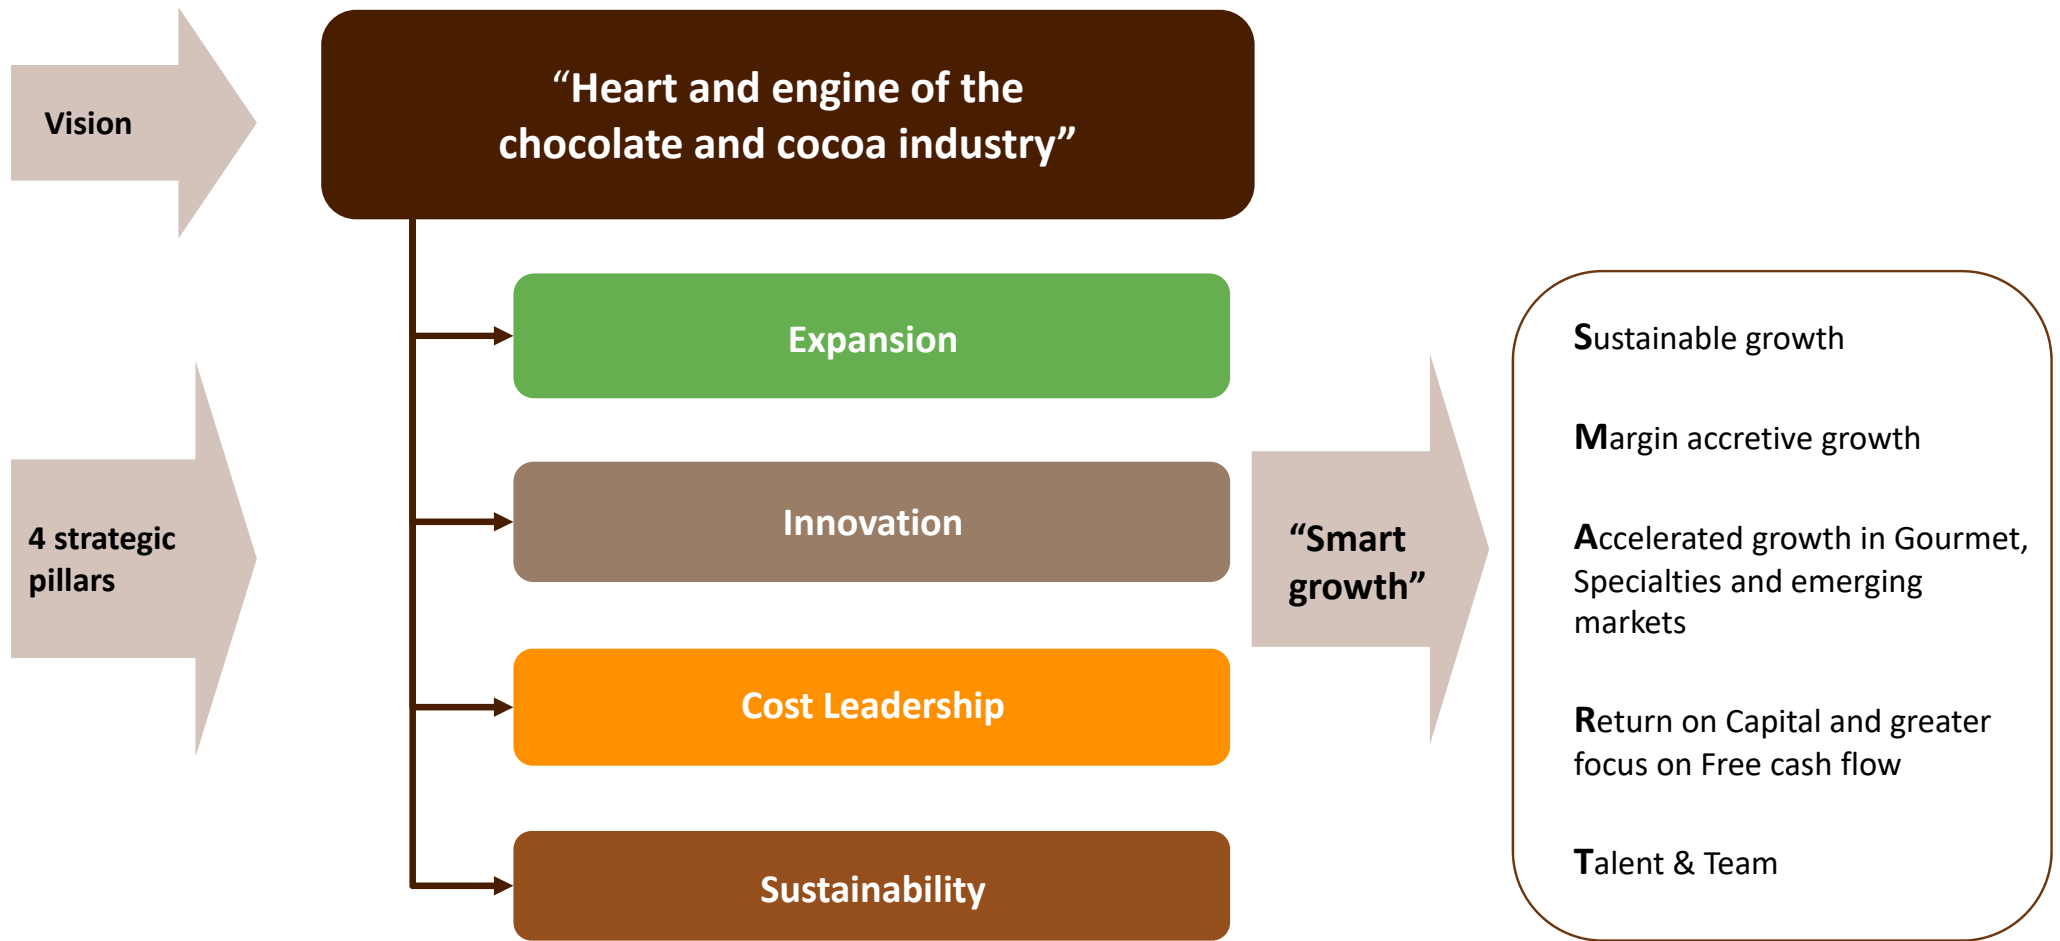 Vision
“Heart and engine of the
chocolate and cocoa industry”
4 strategic
pillars
Expansion
Innovation
Cost Leadership
Sustainability
“Smart
growth”
Sustainable growth
Margin accretive growth
Accelerated growth in Gourmet,
Specialties and emerging
markets
Return on Capital and greater
focus on Free cash flow
Talent & Team